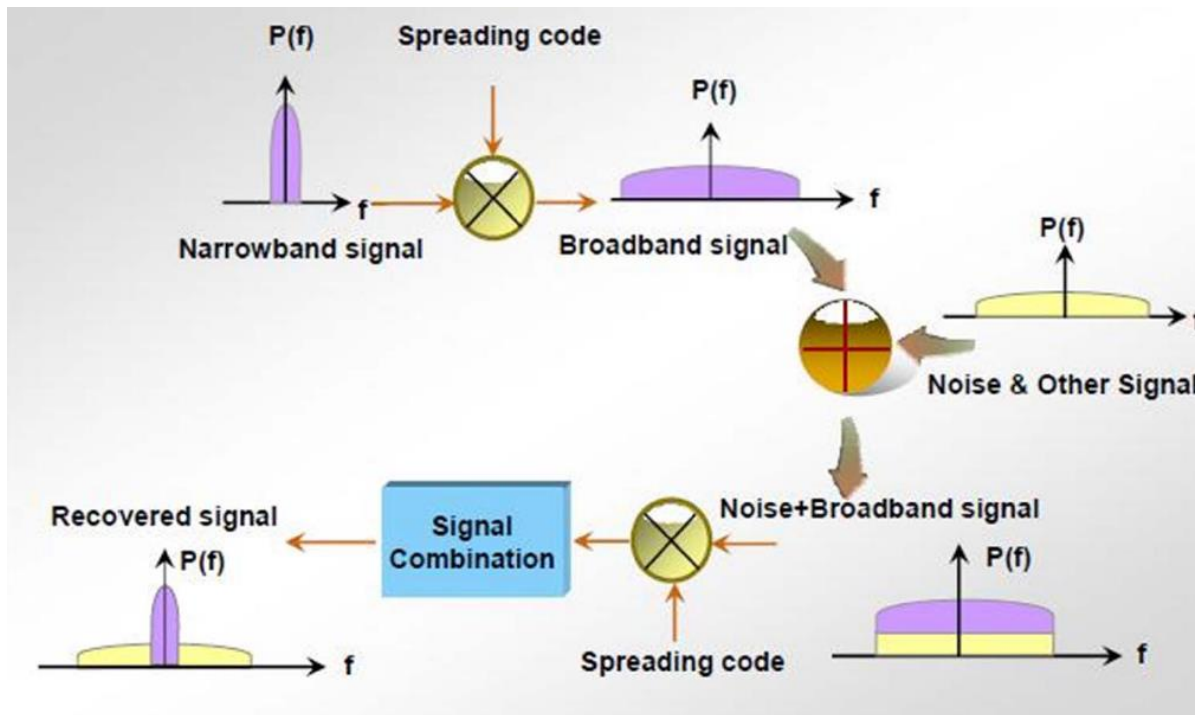 P(f)
Spreading code
P(f)
f
f
Narrowband signal
Broadband signal
P(f)
Noise & Other Signal
Noise+Broadband signal
Recovered signal
Signal
Combination
P(f)
P(f)
f
f
Spreading code